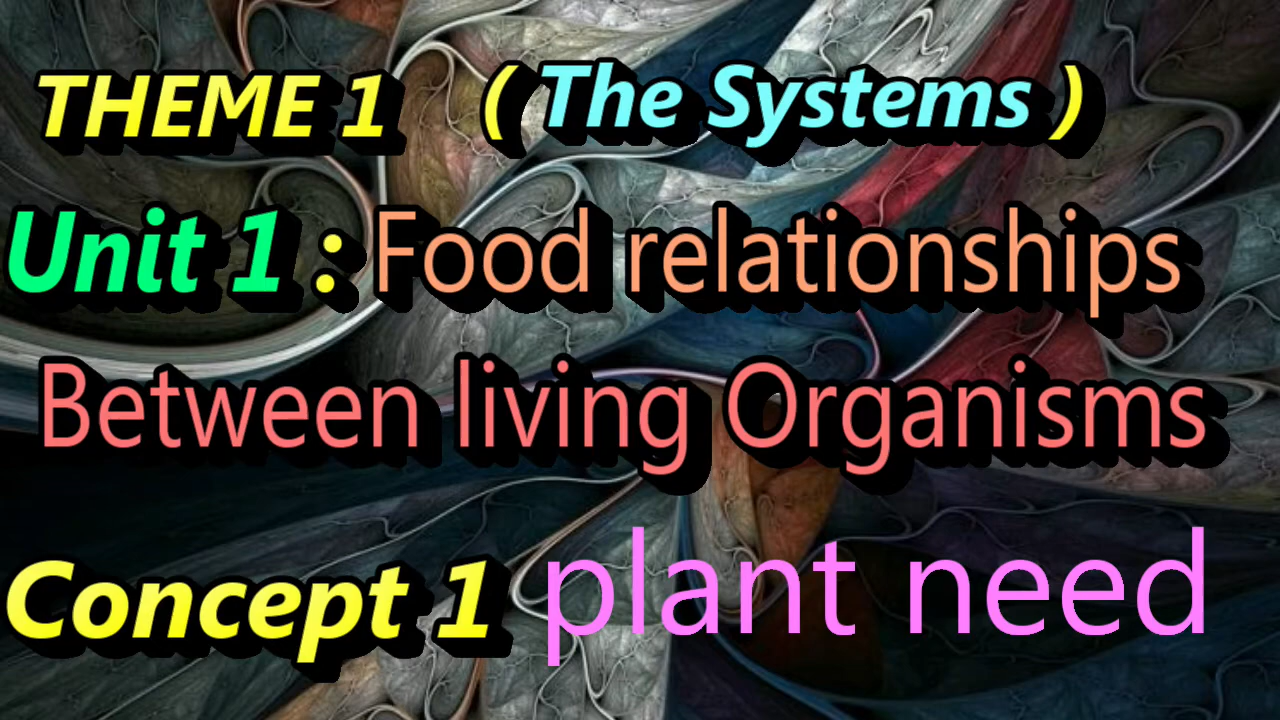 THEME 1 ( The Systems )
Unit 1 : Food relationships
Between living Organisms
Concept 1 plant need